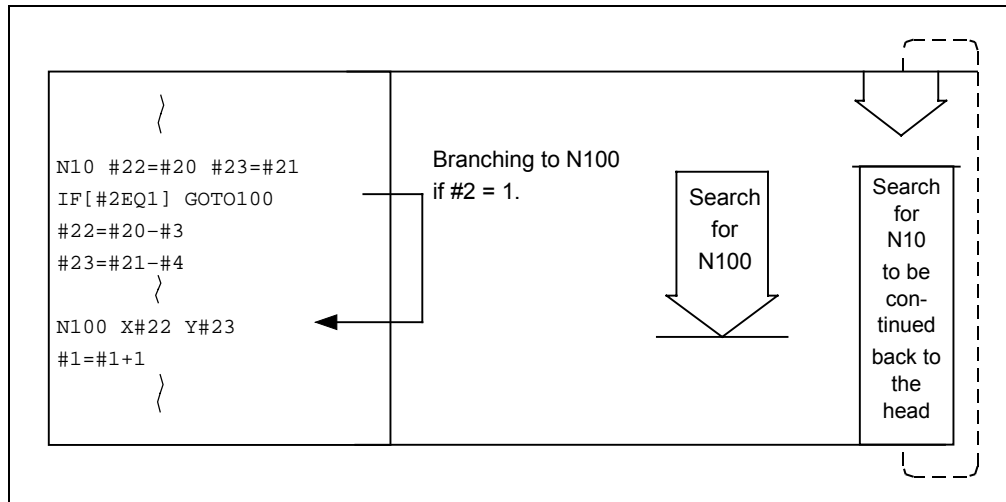 N10 #22=#20 #23=#21
IF[#2EQ1] GOTO100
#22=#20−#3
#23=#21−#4
N100 X#22 Y#23
#1=#1+1
Branching to N100
if #2 = 1.
Search
for
N100
Search
for
N10
to be
con-
tinued
back to
the
head